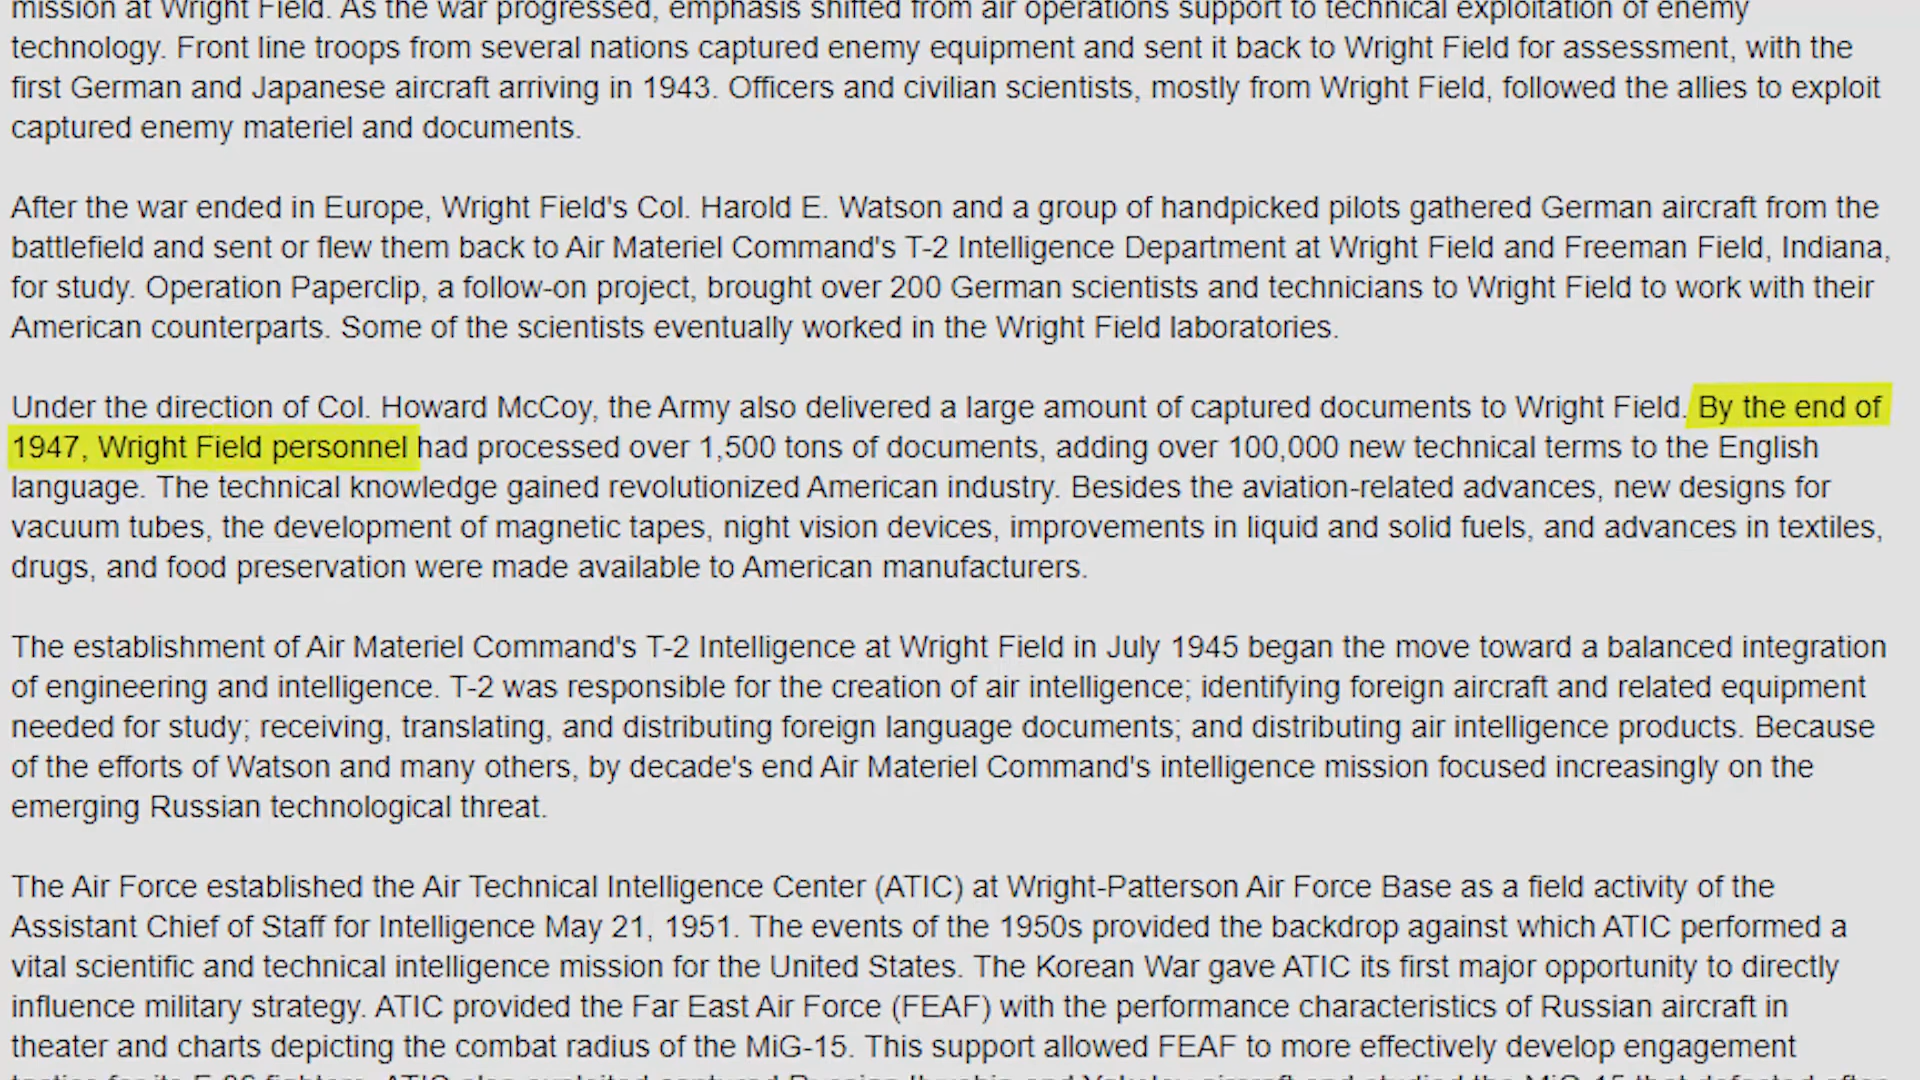 mission at Wright Field. As the war progressed, emphasis shifted from air operations support to technical exploitation of enemy
technology. Front line troops from several nations captured enemy equipment and sent it back to Wright Field for assessment, with the
first German and Japanese aircraft arriving in 1943. Officers and civilian scientists, mostly from Wright Field, followed the allies to exploit
captured enemy materiel and documents.
After the war ended in Europe, Wright Field's Col. Harold E. Watson and a group of handpicked pilots gathered German aircraft from the
battlefield and sent or flew them back to Air Materiel Command's T-2 Intelligence Department at Wright Field and Freeman Field, Indiana,
for study. Operation Paperclip, a follow-on project, brought over 200 German scientists and technicians to Wright Field to work with their
American counterparts. Some of the scientists eventually worked in the Wright Field laboratories.
Under the direction of Col. Howard McCoy, the Army also delivered a large amount of captured documents to Wright Field. By the end of
1947, Wright Field personnel had processed over 1,500 tons of documents, adding over 100,000 new technical terms to the English
language. The technical knowledge gained revolutionized American industry. Besides the aviation-related advances, new designs for
vacuum tubes, the development of magnetic tapes, night vision devices, improvements in liquid and solid fuels, and advances in textiles,
drugs, and food preservation were made available to American manufacturers.
The establishment of Air Materiel Command's T-2 Intelligence at Wright Field in July 1945 began the move toward a balanced integration
of engineering and intelligence. T-2 was responsible for the creation of air intelligence; identifying foreign aircraft and related equipment
needed for study; receiving, translating, and distributing foreign language documents; and distributing air intelligence products. Because
of the efforts of Watson and many others, by decade's end Air Materiel Command's intelligence mission focused increasingly on the
emerging Russian technological threat.
The Air Force established the Air Technical Intelligence Center (ATIC) at Wright-Patterson Air Force Base as a field activity of the
Assistant Chief of Staff for Intelligence May 21, 1951. The events of the 1950s provided the backdrop against which ATIC performed a
vital scientific and technical intelligence mission for the United States. The Korean War gave ATIC its first major opportunity to directly
influence military strategy. ATIC provided the Far East Air Force (FEAF) with the performance characteristics of Russian aircraft in
theater and charts depicting the combat radius of the MiG-15. This support allowed FEAF to more effectively develop engagement